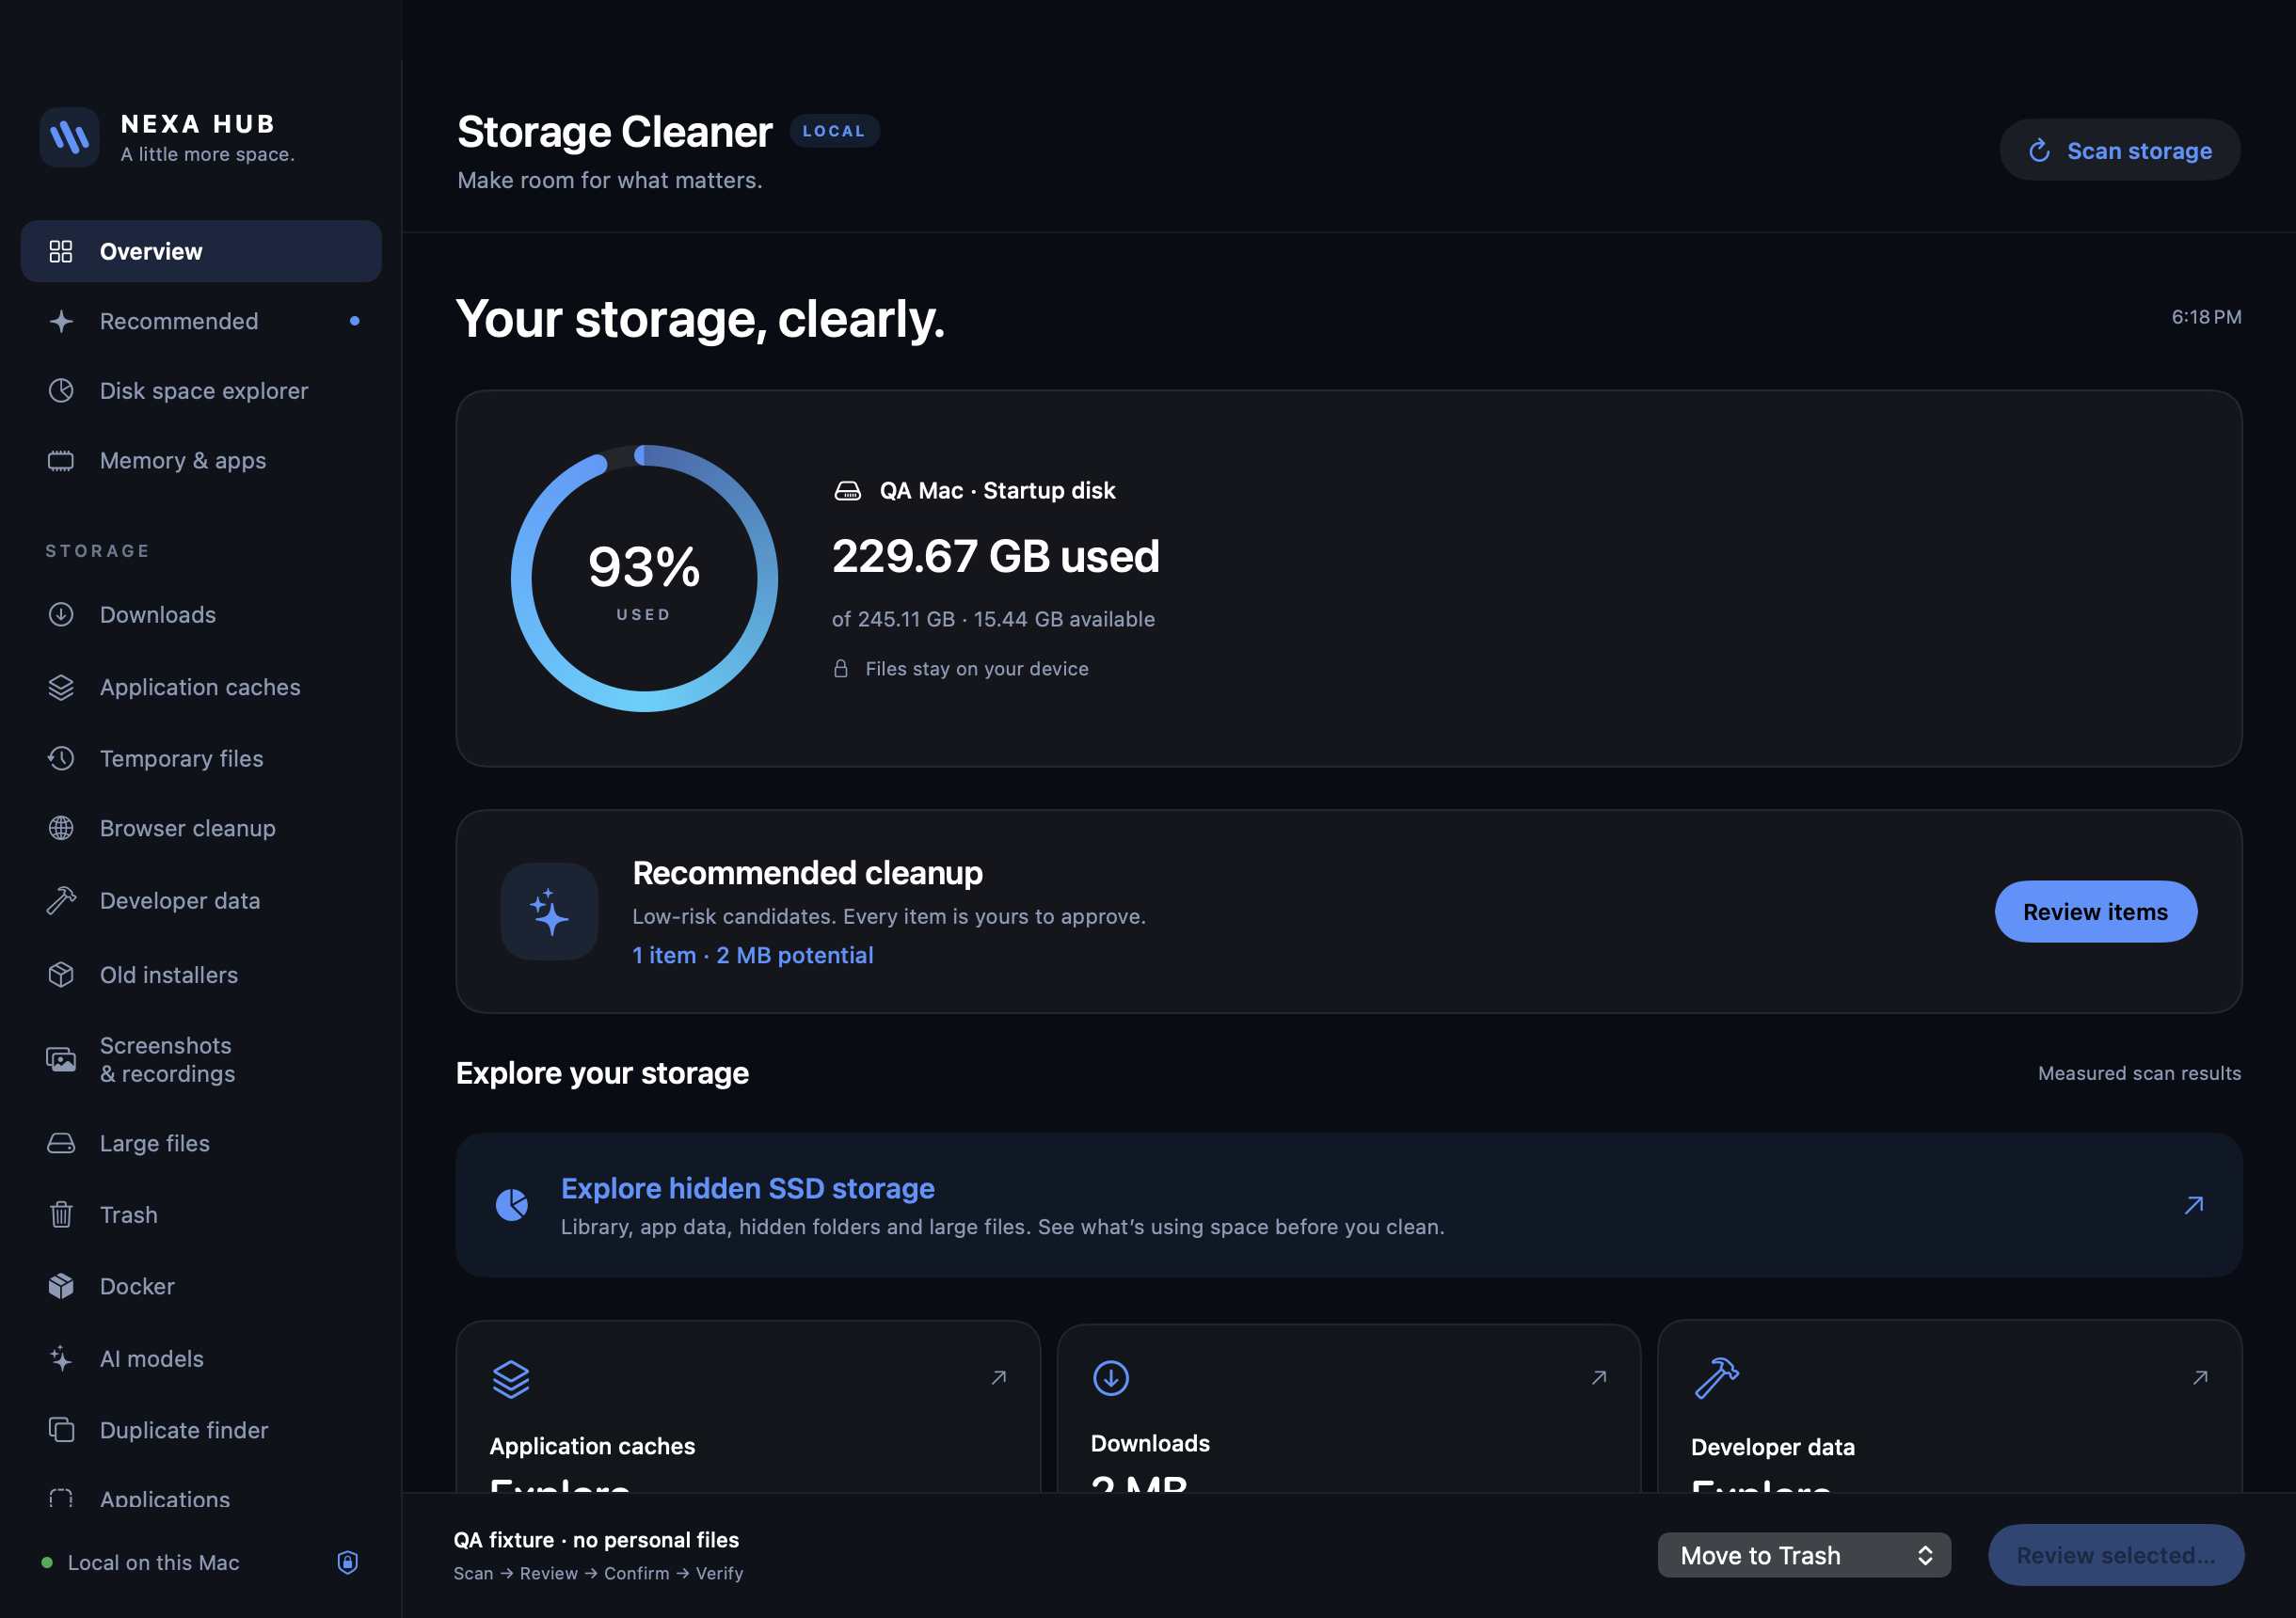 NEXA HUB
A little more space.
Overview
Recommended
Disk space explorer
Memory & apps
STORAGE
Downloads
Application caches
Temporary files
Browser cleanup
Developer data
Old installers
Screenshots
& recordings
Large files
Trash
Docker
AI models
Duplicate finder
Applications
Local on this Mac
Storage Cleaner
LOCAL
Make room for what matters.
Scan storage
Your storage, clearly.
6:18 PM
93%
USED
QA Mac · Startup disk
229.67 GB used
of 245.11 GB · 15.44 GB available
Files stay on your device
Recommended cleanup
Low-risk candidates. Every item is yours to approve.
1 item · 2 MB potential
Review items
Explore your storage
Measured scan results
Explore hidden SSD storage
Library, app data, hidden folders and large files. See what’s using space before you clean.
Application caches
Explore
Downloads
2 MB
Developer data
Explore
QA fixture · no personal files
Scan → Review → Confirm → Verify
Move to Trash
Review selected...